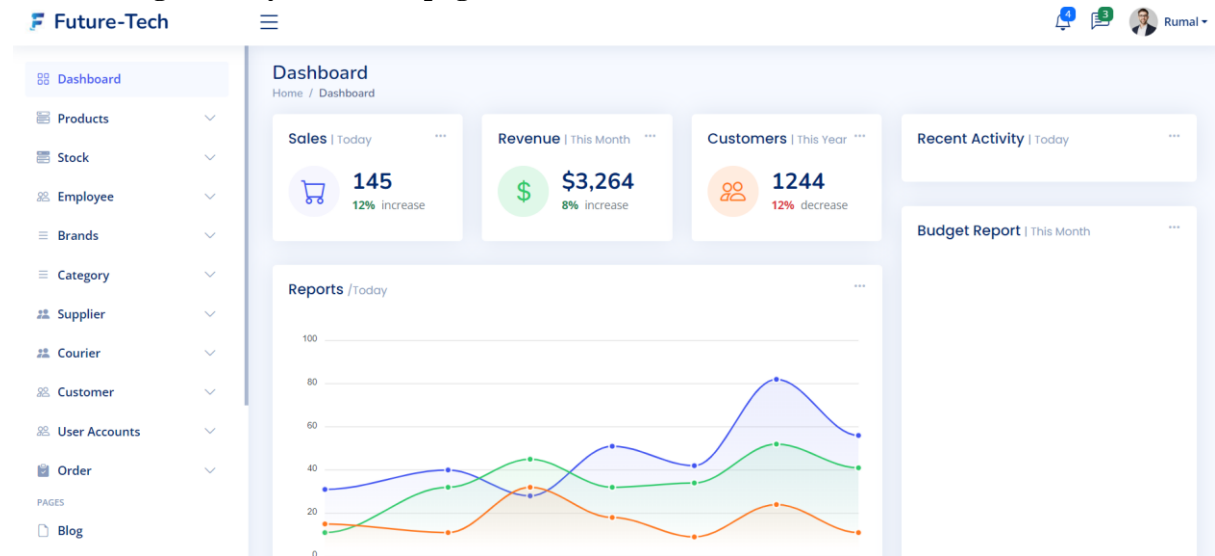 Future-Tech
4
3
Rumal
Dashboard
Products
Stock
Employee
Brands
Category
Supplier
Courier
Customer
User Accounts
Order
PAGES
Blog
Dashboard
Home / Dashboard
Sales | Today
145
12% increase
Revenue | This Month
$
$3,264
8% increase
Customers | This Year
1244
12% decrease
Recent Activity | Today
Budget Report | This Month
Reports /Today
100
80
60
40
20
0